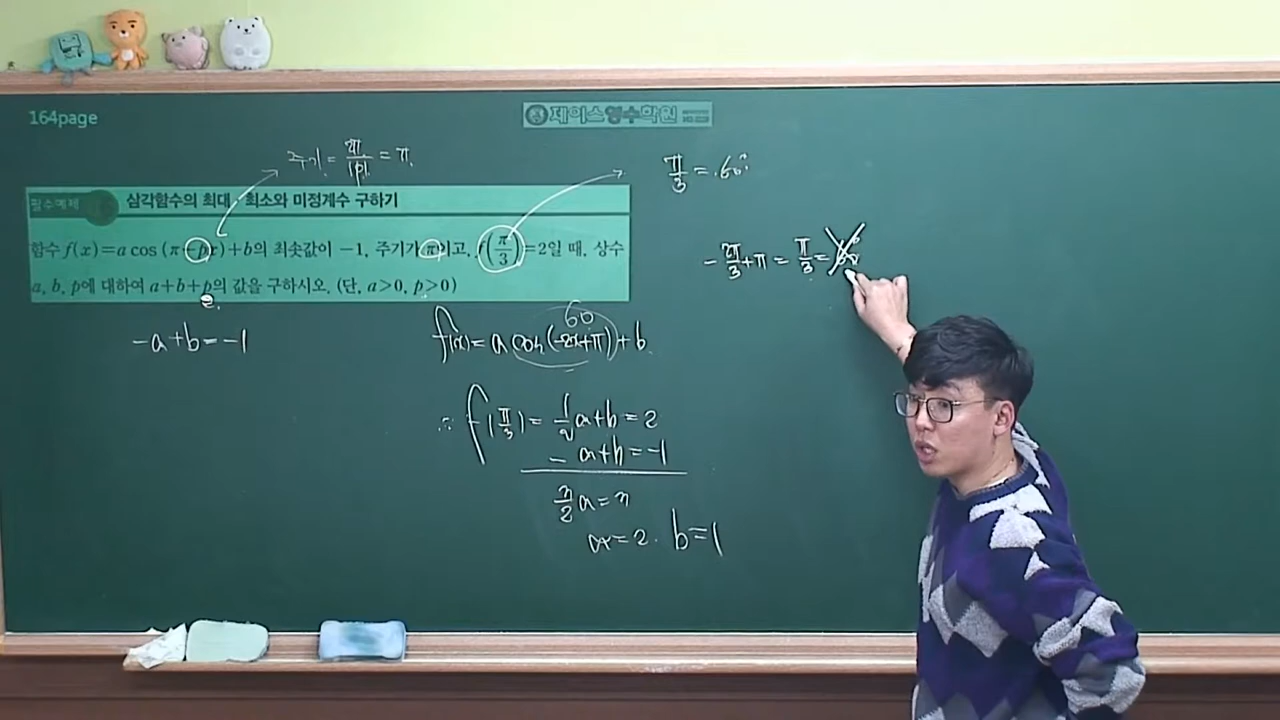 164page
제이스영수학원
주기 = 2π/|p| = π
π/3 = 60°
필수예제 삼각함수의 최대·최소와 미정계수 구하기
함수 f(x)=a cos (π-px)+b의 최솟값이 -1, 주기가 π이고, f(π/3)=2일 때, 상수
a, b, p에 대하여 a+b+p의 값을 구하시오. (단, a>0, p>0)
2
-2π/3+π = π/3 =
-a+b=-1
60
f(x)= a cos(-2x+π)+b
∴ f(π/3)= 1/2a+b=2
-a+b=-1
3/2a=3
a=2. b=1